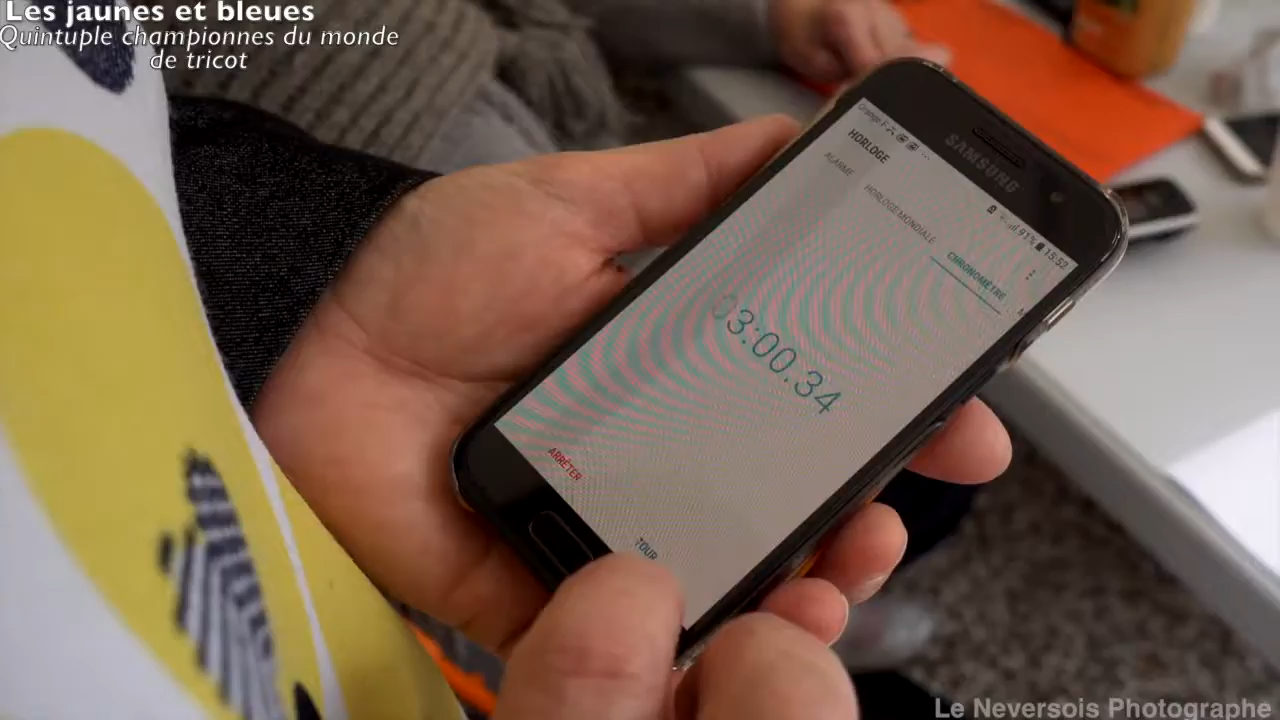 Les jaunes et bleues
Quintuple championnes du monde
de tricot
SAMSUNG
Orange F
91% 15:52
HORLOGE
ALARME
HORLOGE MONDIALE
CHRONOMÈTRE
03:00.34
ARRÊTER
TOUR
Le Neversois Photographe